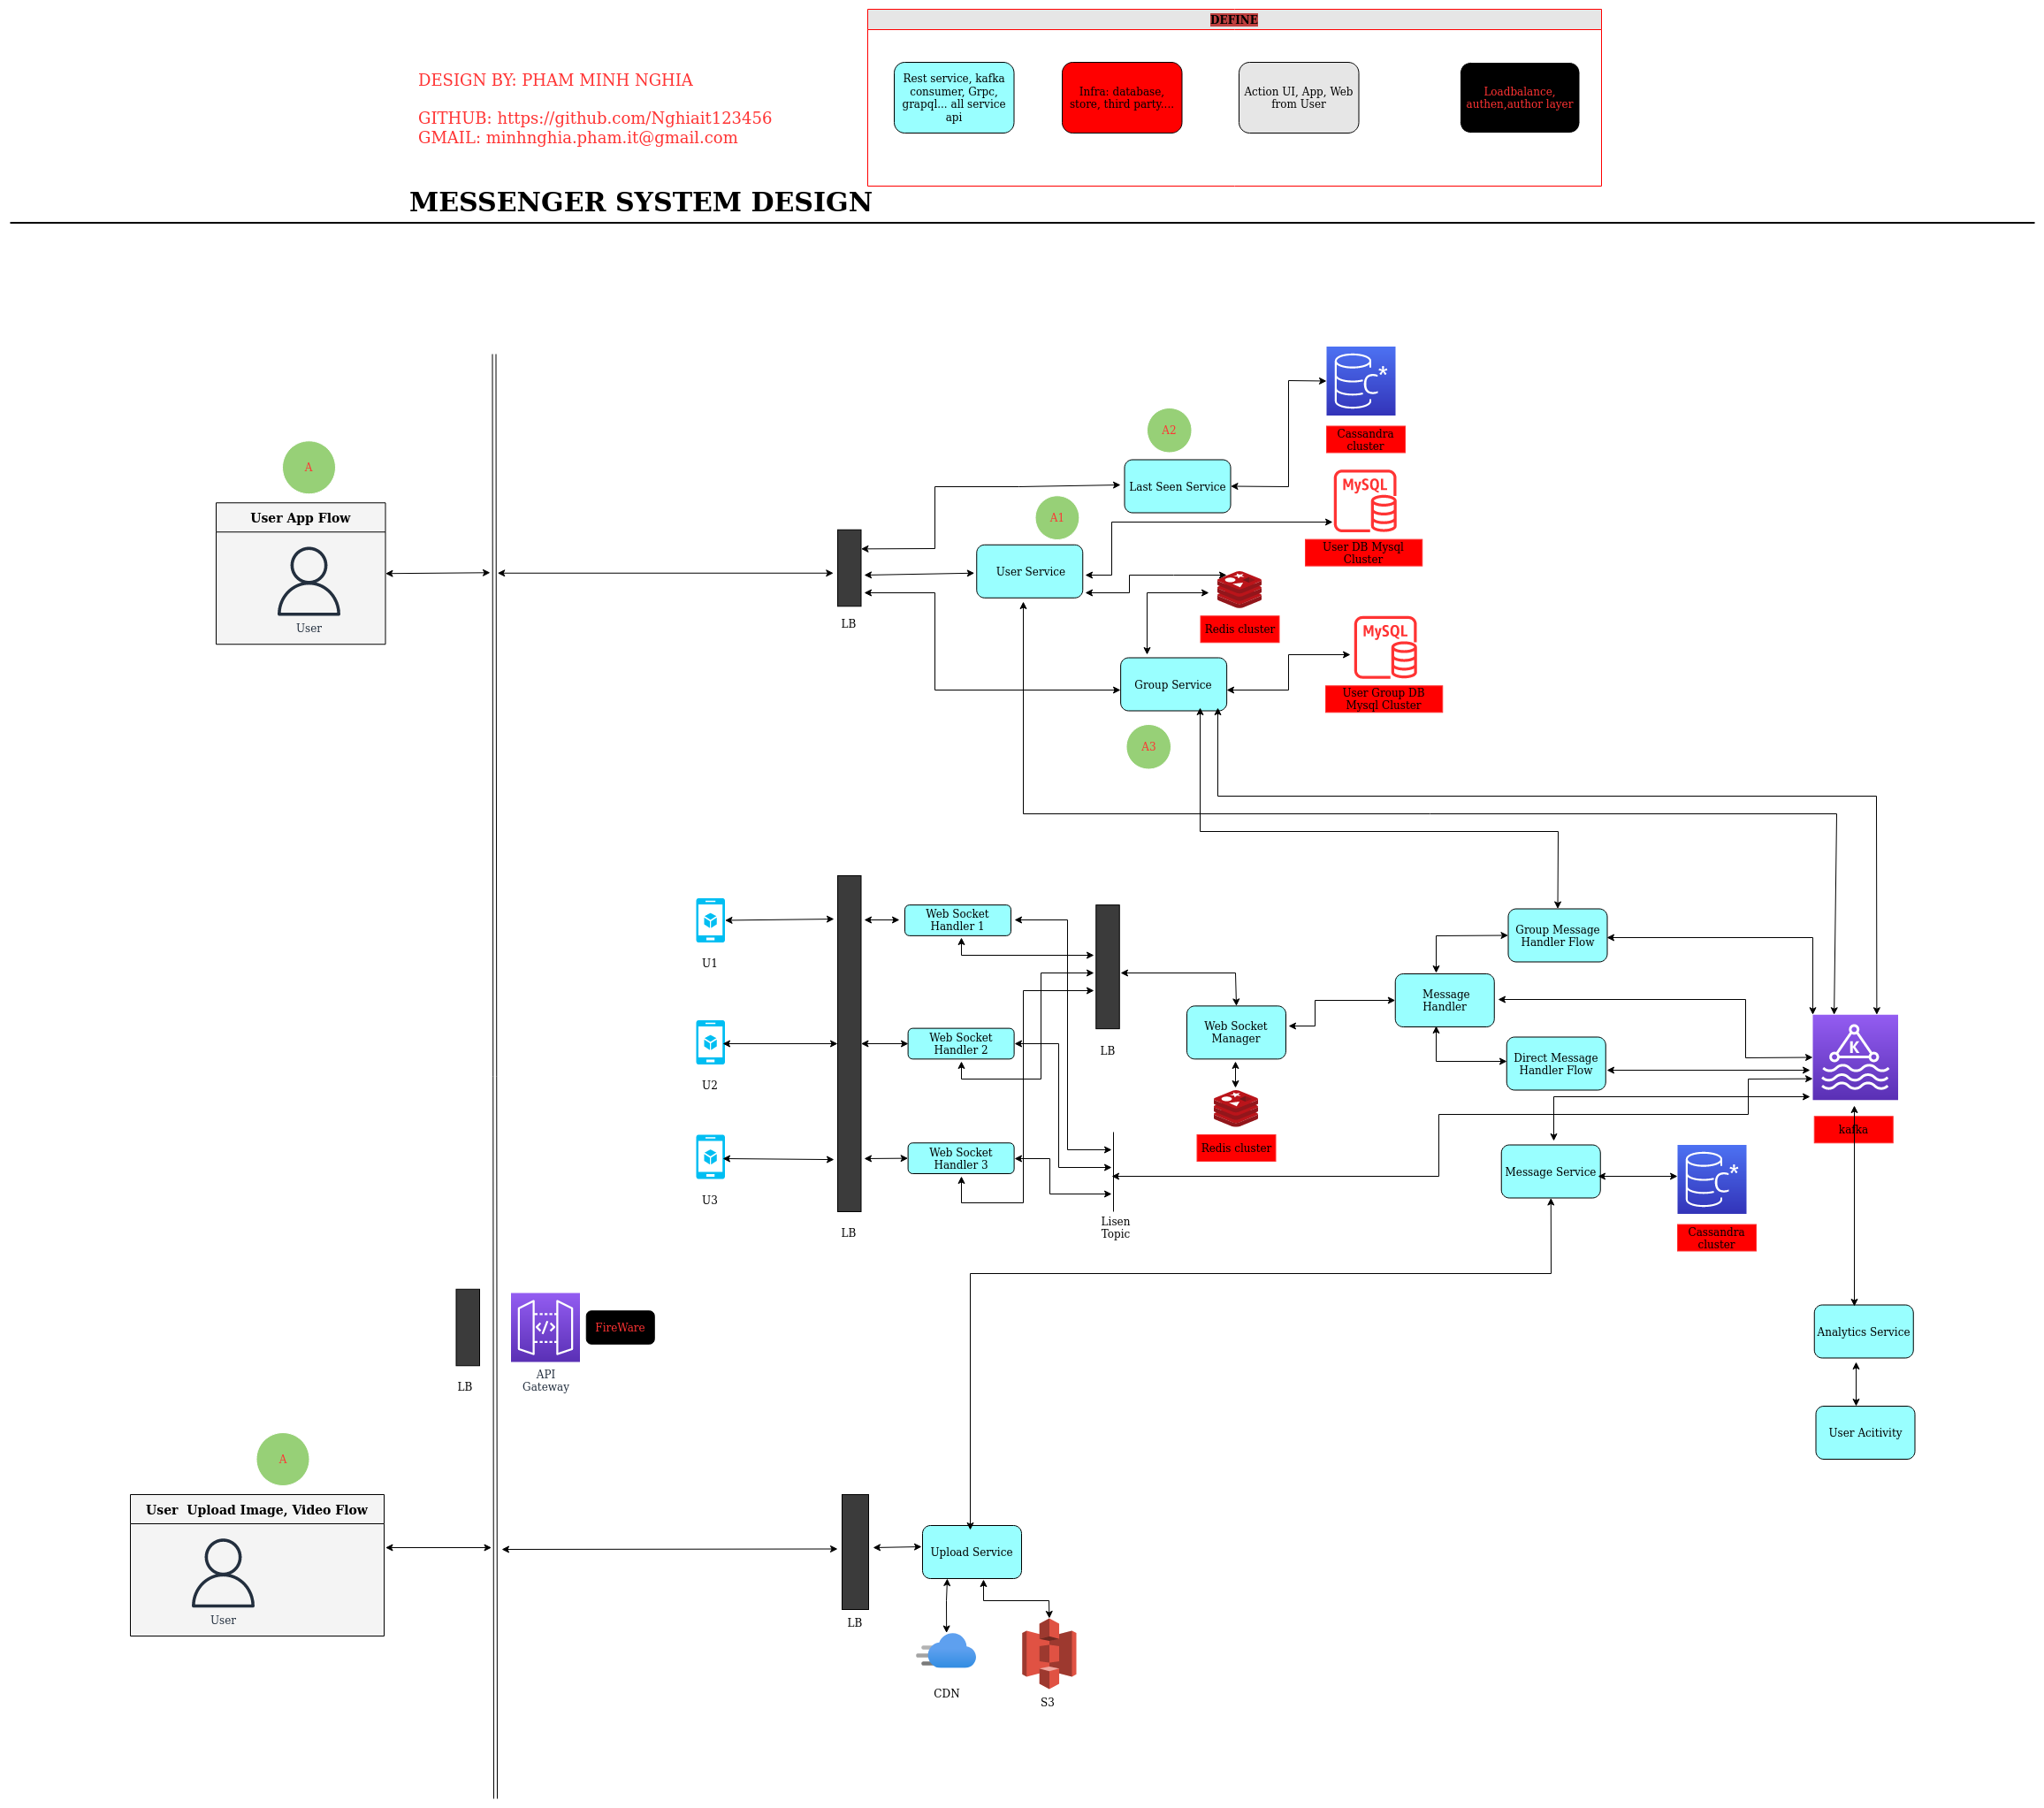 DEFINE
DESIGN BY: PHAM MINH NGHIA
GITHUB: https://github.com/Nghiait123456
GMAIL: minhnghia.pham.it@gmail.com
Rest service, kafka
consumer, Grpc,
grapql... all service
api
Infra: database,
store, third party....
Action UI, App, Web
from User
Loadbalance,
authen,author layer
MESSENGER SYSTEM DESIGN
A
User App Flow
User
LB
A2
Last Seen Service
Cassandra
cluster
A1
User Service
MySQL
User DB Mysql
Cluster
Redis cluster
Group Service
MySQL
User Group DB
Mysql Cluster
A3
U1
U2
U3
LB
Web Socket
Handler 1
Web Socket
Handler 2
Web Socket
Handler 3
LB
Lisen
Topic
Web Socket
Manager
Redis cluster
Message
Handler
Group Message
Handler Flow
Direct Message
Handler Flow
K
kafka
Message Service
C*
Cassandra
cluster
C*
LB
API
Gateway
FireWare
Analytics Service
User Acitivity
A
User  Upload Image, Video Flow
User
LB
Upload Service
CDN
S3